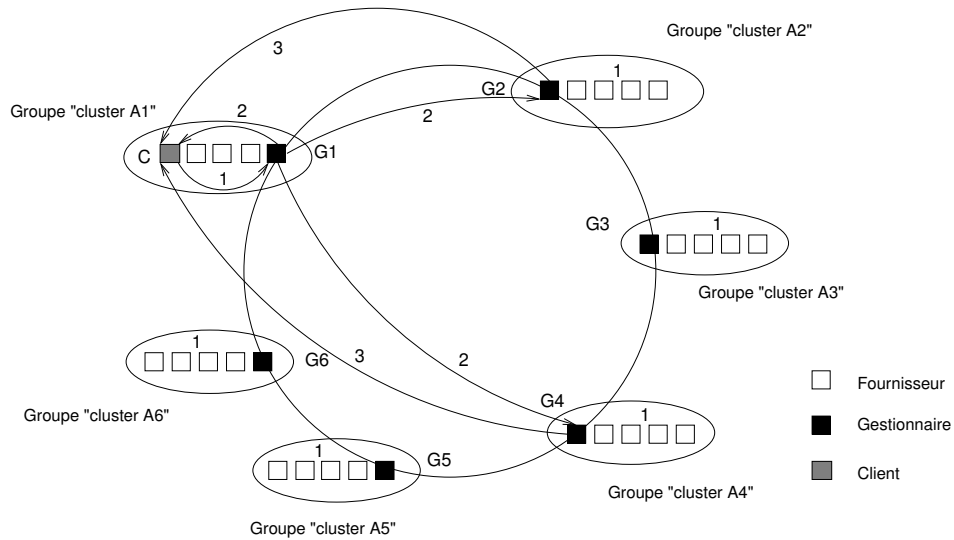 Groupe "cluster A2"
3
1
G2
Groupe "cluster A1"
2
2
C
G1
1
G3
1
Groupe "cluster A3"
1
G6
3
2
G4
1
Fournisseur
Groupe "cluster A6"
Gestionnaire
1
G5
Client
Groupe "cluster A4"
Groupe "cluster A5"